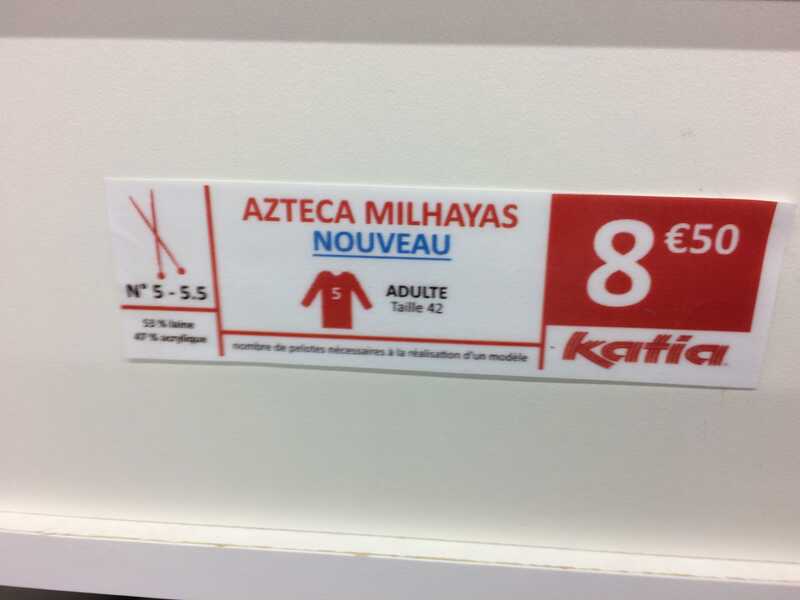 AZTECA MILHAYAS
NOUVEAU
N° 5 - 5.5
53 % laine
47 % acrylique
5
ADULTE
Taille 42
nombre de pelotes nécessaires à la réalisation d'un modèle
8 €50
katia